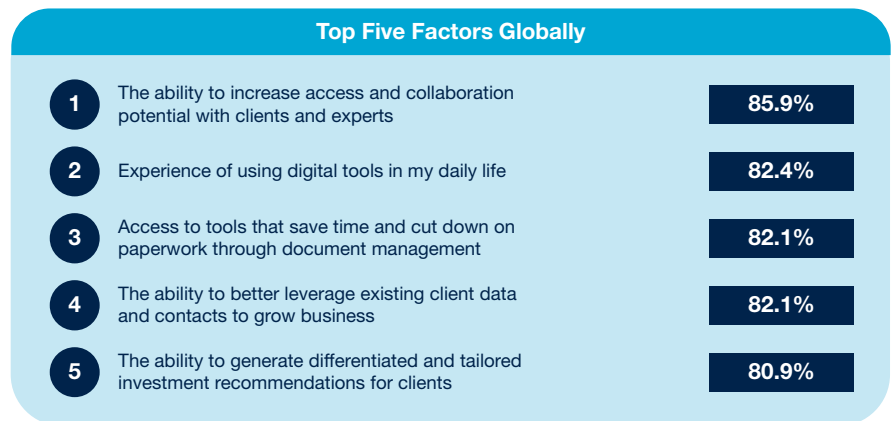 Top Five Factors Globally
1
The ability to increase access and collaboration
potential with clients and experts
85.9%
2
Experience of using digital tools in my daily life
82.4%
3
Access to tools that save time and cut down on
paperwork through document management
82.1%
4
The ability to better leverage existing client data
and contacts to grow business
82.1%
5
The ability to generate differentiated and tailored
investment recommendations for clients
80.9%